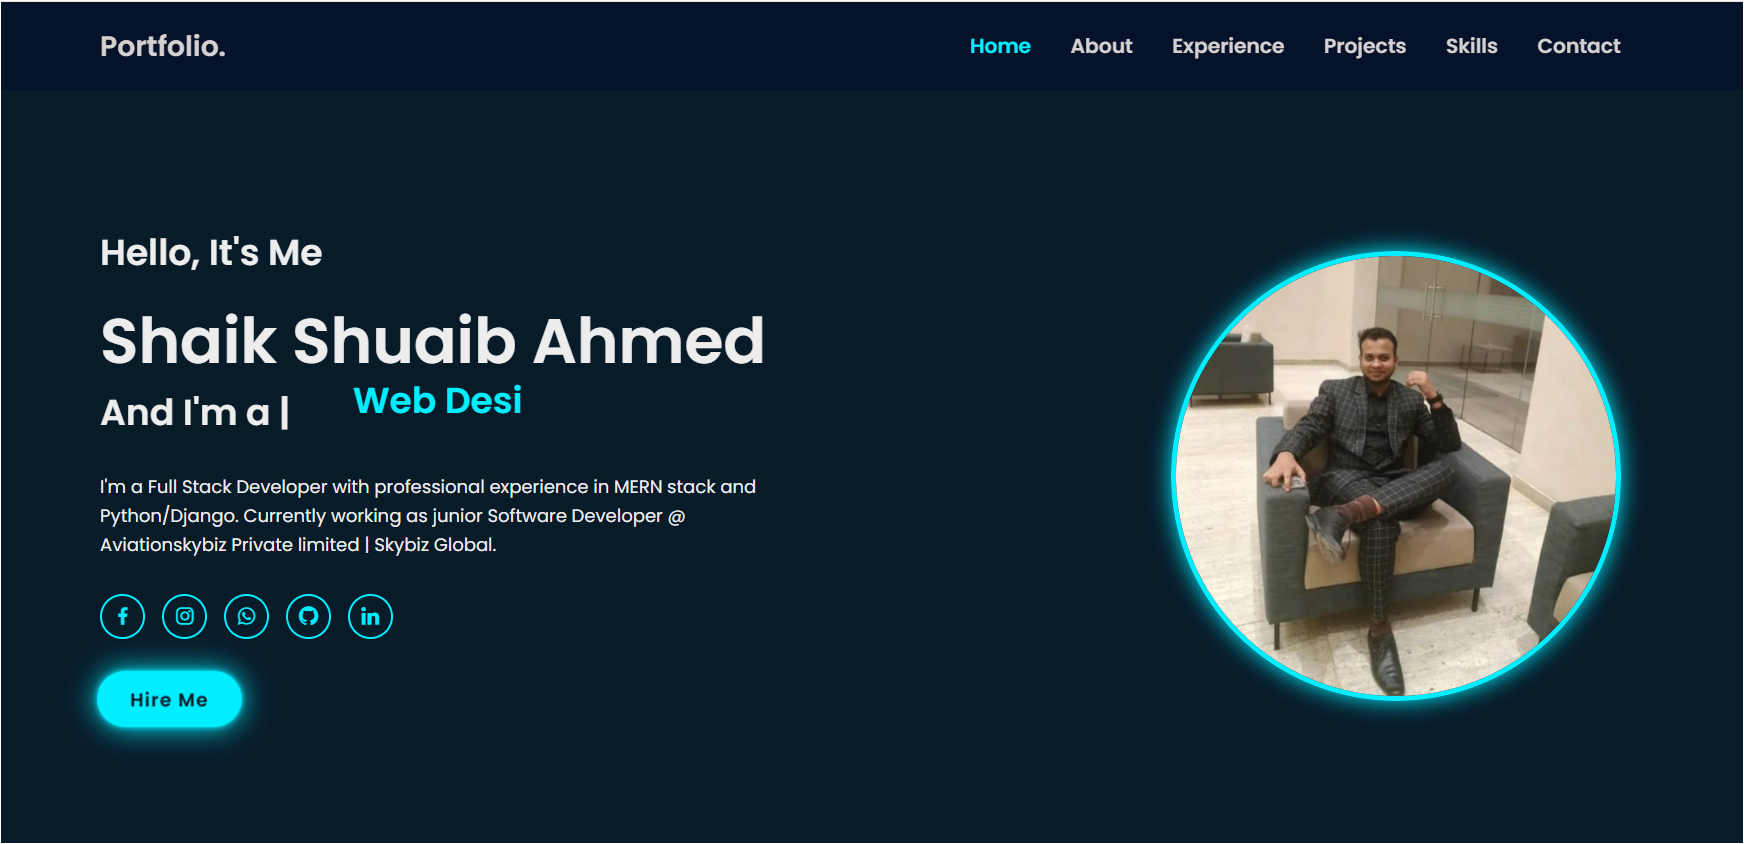 Portfolio.
Home About Experience Projects Skills Contact
Hello, It's Me
Shaik Shuaib Ahmed
And I'm a | Web Desi
I'm a Full Stack Developer with professional experience in MERN stack and
Python/Django. Currently working as junior Software Developer @
Aviationskybiz Private limited | Skybiz Global.
Hire Me